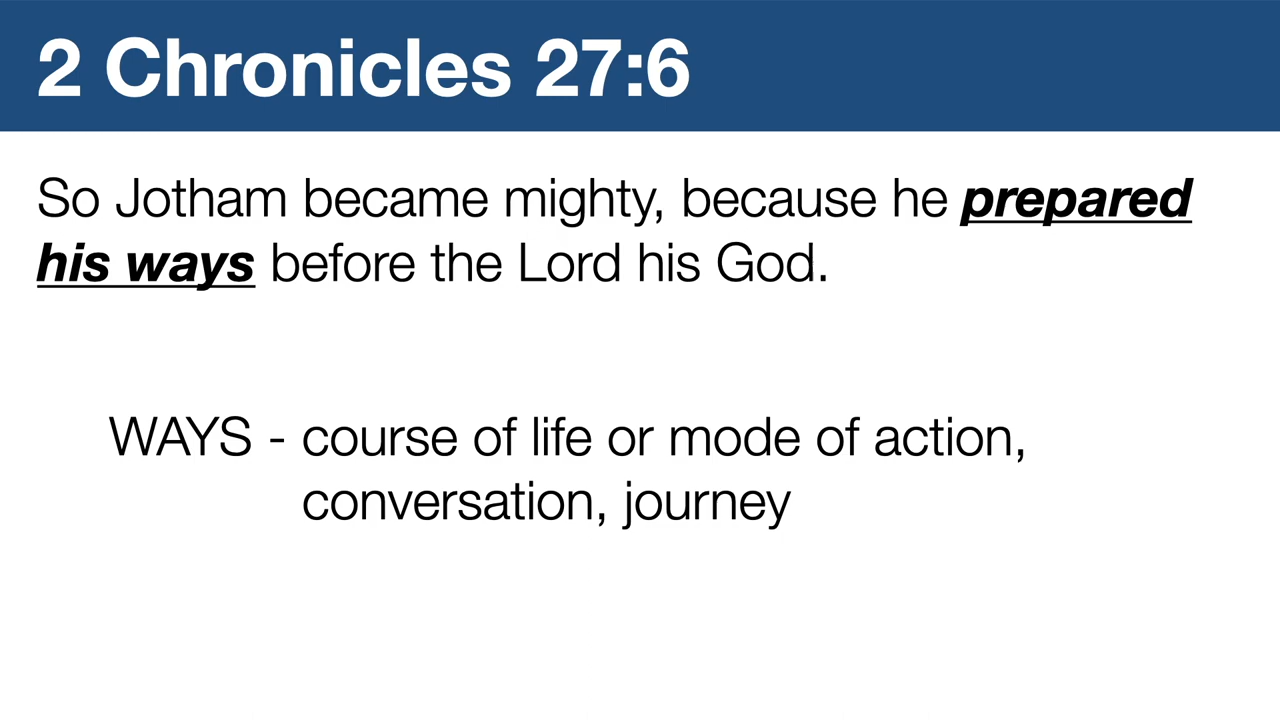 2 Chronicles 27:6
So Jotham became mighty, because he prepared
his ways before the Lord his God.
WAYS - course of life or mode of action,
conversation, journey